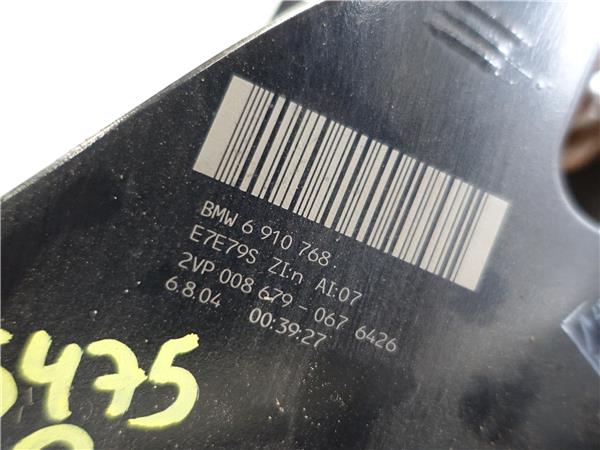 BMW 6 910 768.
E7E79S ZI:n AI:07
2VP 008 679 - 067 6426
6.8.04 00:39:27
5475